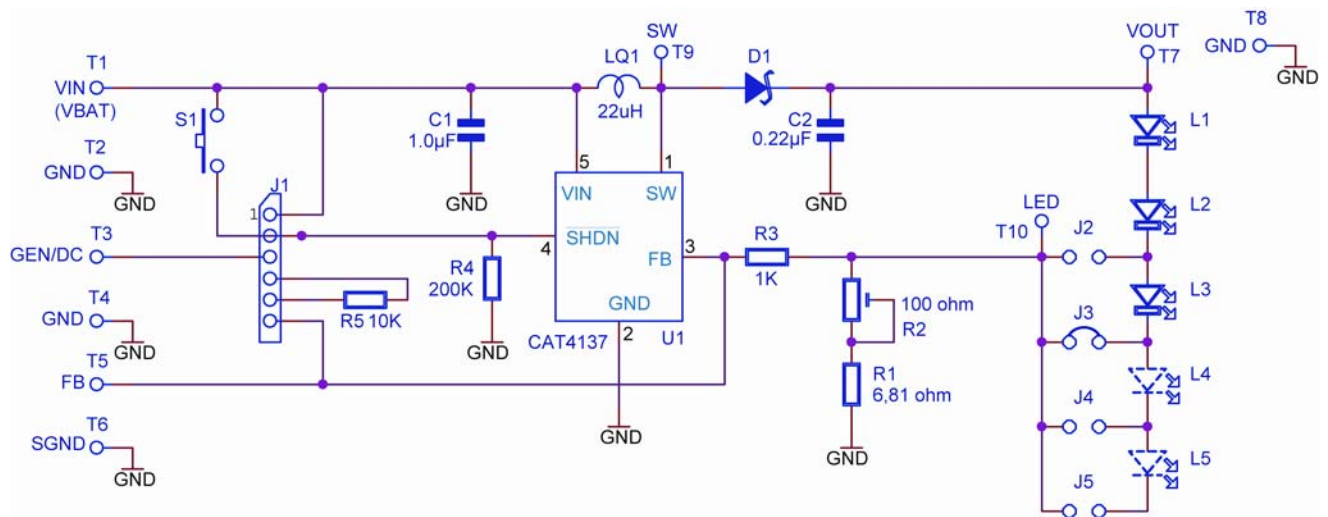 T1
VIN
(VBAT)
S1
T2
GND
GND
T3
GEN/DC
T4
GND
GND
T5
FB
T6
SGND
GND
J1
1
R5 10K
C1
1.0µF
GND
R4
200K
GND
LQ1
22uH
SW
T9
D1
5
1
VIN
SW
4
SHDN
3
FB
GND
2
CAT4137
U1
GND
C2
0.22µF
GND
R3
1K
100 ohm
R2
R1
6,81 ohm
GND
VOUT
T7
T8
GND
GND
LED
T10
J2
J3
J4
J5
L1
L2
L3
L4
L5